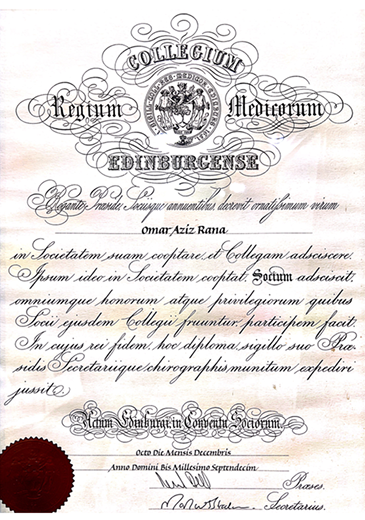 COLLEGIUM
Regium Medicorum
EDINBURGENSE
Rogante Praeside Sociisque annuentibus decrevit ornatissimum virum
Omar Aziz Rana
in Societatem suam cooptare, et Collegam adsciscere.
Ipsum ideo in Societatem cooptat, Socium adsciscit,
omniumque honorum atque privilegiorum quibus
Socii ejusdem Collegii fruuntur, participem facit.
In cujus rei fidem, hoc diploma, sigillo suo Præ-
sidis Secretariique chirographis munitum expediri
jussit
Actum Edinburgi, in Conventu Sociorum
Octo Die Mensis Decembris
Anno Domini Bis Millesimo Septendecim
Præses.
Secretarius.